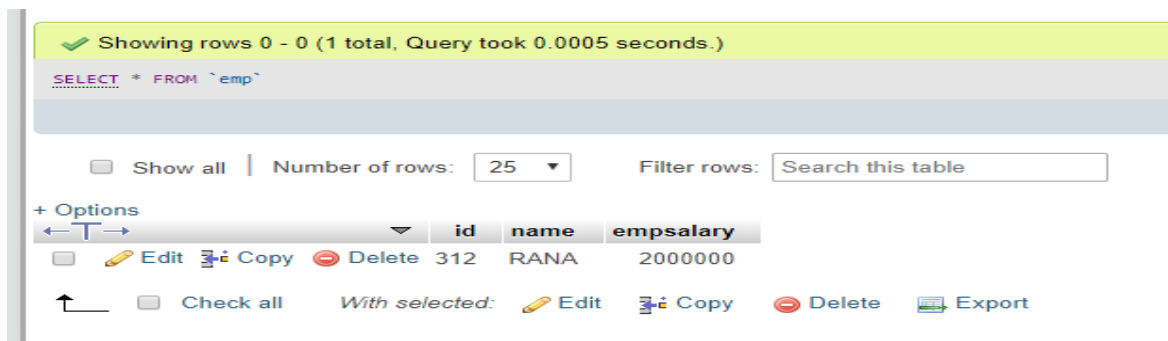 Showing rows 0 - 0 (1 total, Query took 0.0005 seconds.)
SELECT * FROM `emp`
Show all | Number of rows: 25 Filter rows: Search this table
+ Options
id name empsalary
Edit Copy Delete 312 RANA 2000000
Check all With selected: Edit Copy Delete Export